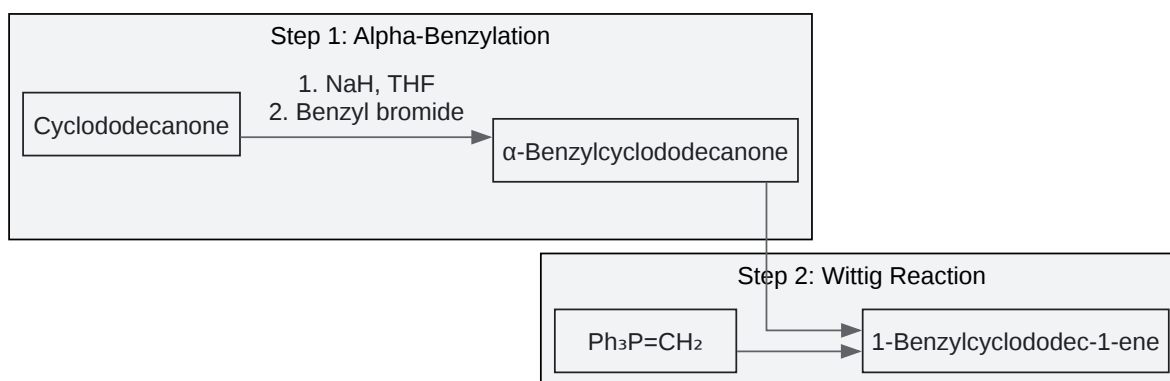 Step 1: Alpha-Benzylation
1. NaH, THF
2. Benzyl bromide
Cyclododecanone
α-Benzylcyclododecanone
Step 2: Wittig Reaction
Ph₃P=CH₂
1-Benzylcyclododec-1-ene